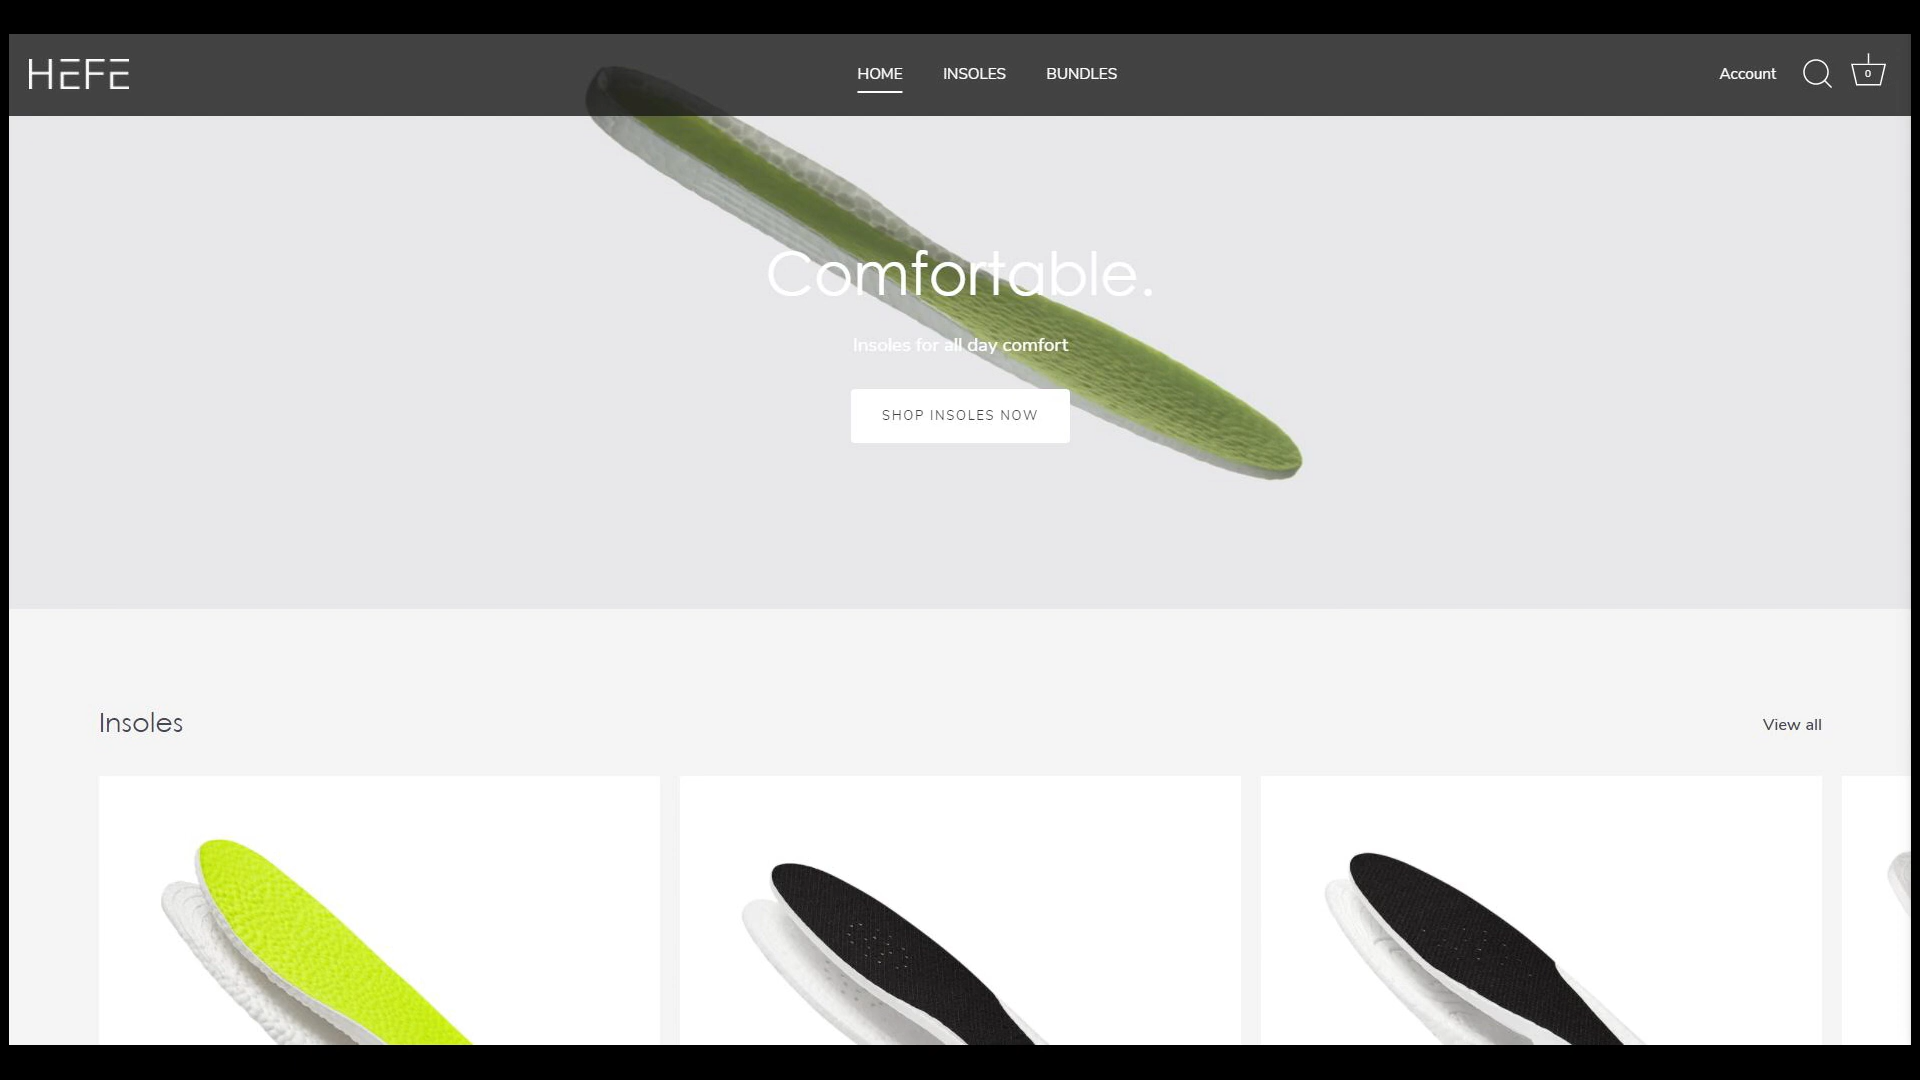 HEFE
HOME INSOLES BUNDLES
Account
0
Comfortable.
Insoles for all day comfort
SHOP INSOLES NOW
Insoles
View all